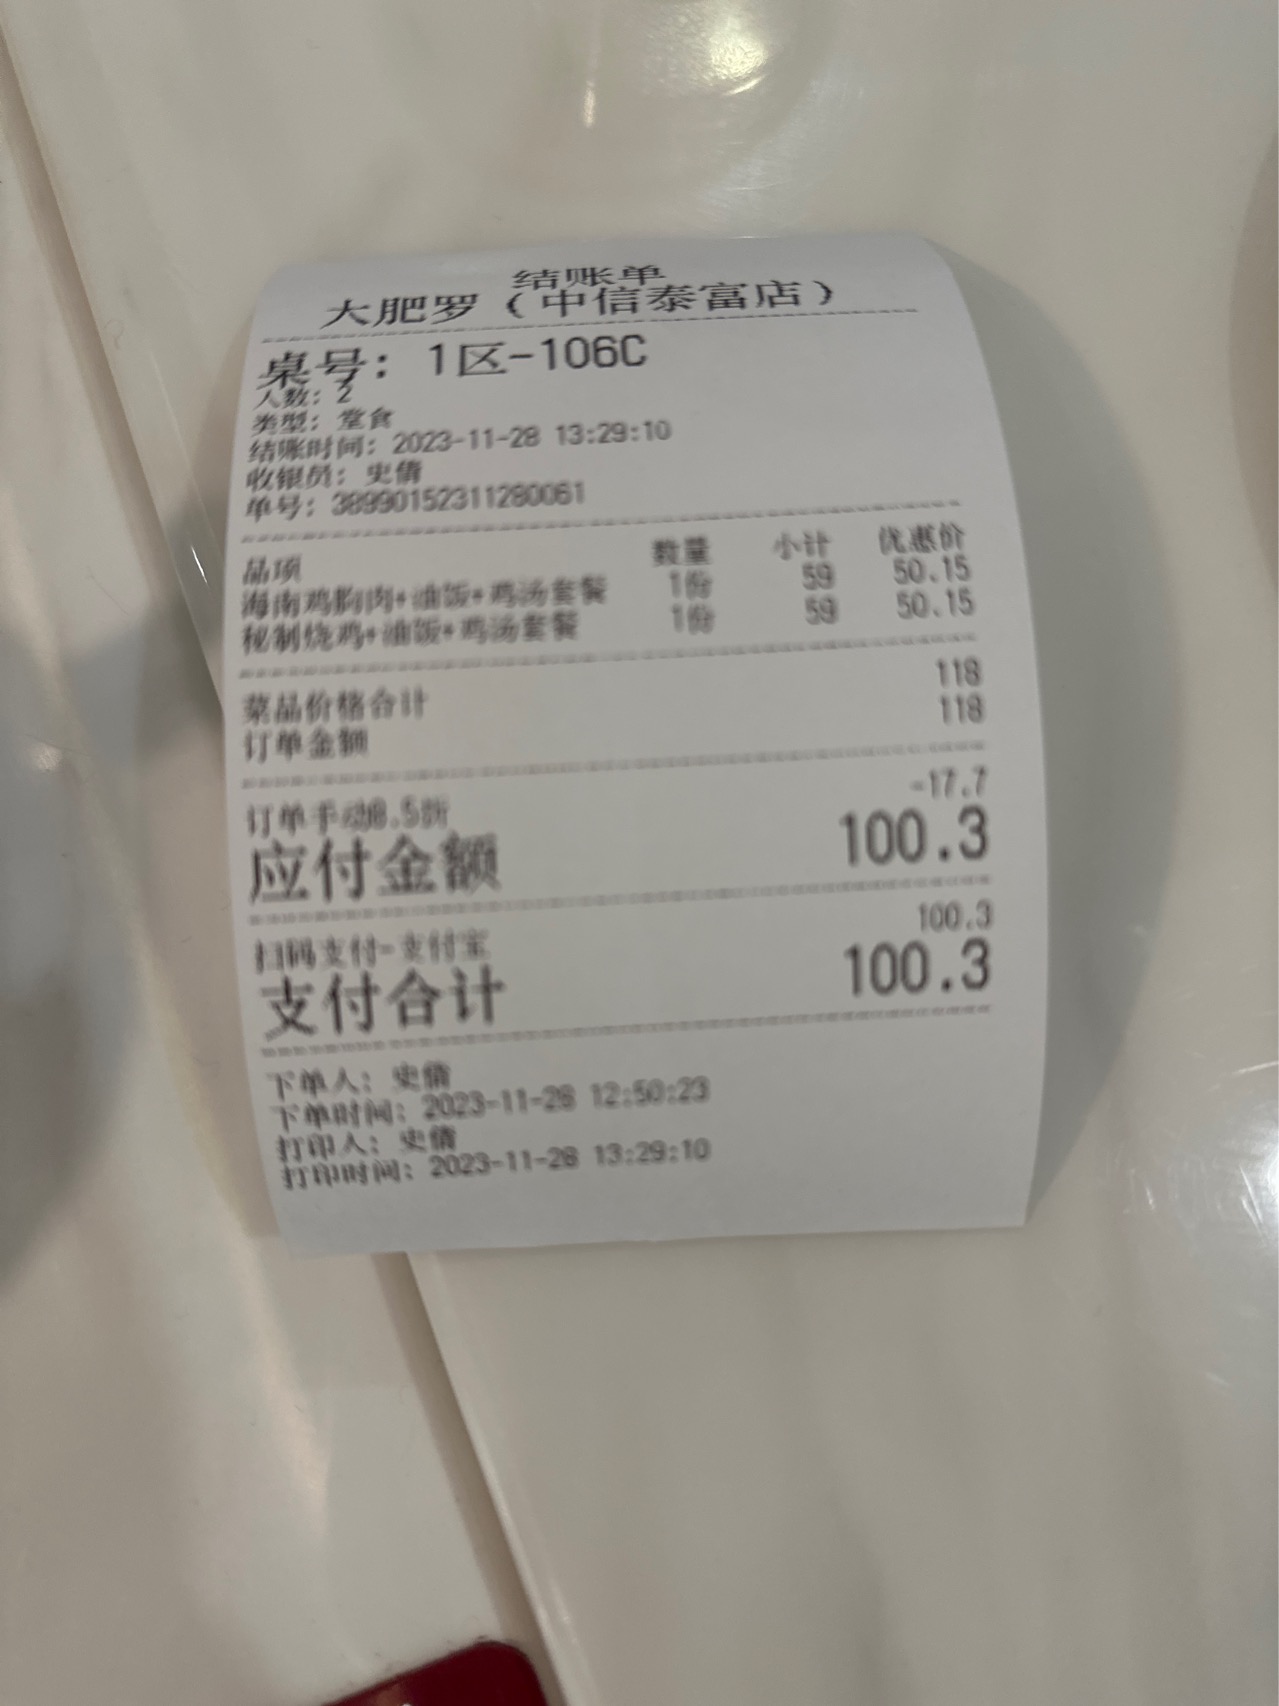 结账单
大肥罗（中信泰富店）
桌号：1区-106C
人数：2
类型：堂食
结账时间：2023-11-28 13:29:10
收银员：史倩
单号：38990152311280061
品项 数量 小计 优惠价
海南鸡胸肉+油饭+鸡汤套餐 1份 59 50.15
秘制烧鸡+油饭+鸡汤套餐 1份 59 50.15
菜品价格合计 118
订单金额 118
订单手动8.5折 -17.7
应付金额 100.3
扫码支付-支付宝 100.3
支付合计 100.3
下单人：史倩
下单时间：2023-11-28 12:50:23
打印人：史倩
打印时间：2023-11-28 13:29:10